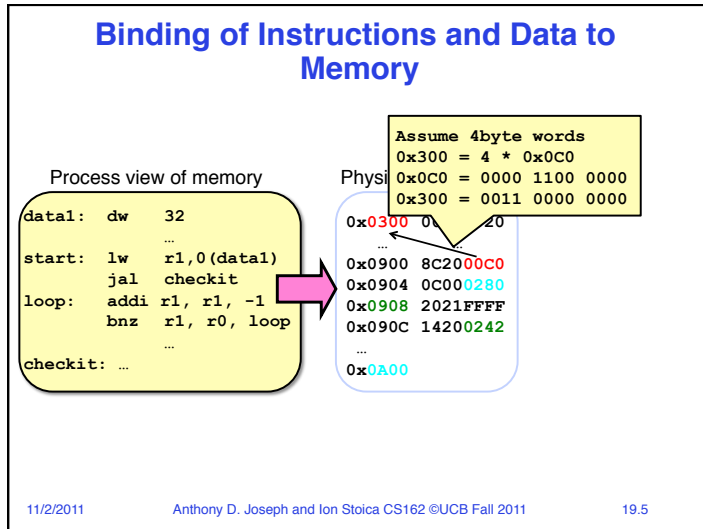 Binding of Instructions and Data to
Memory
Assume 4byte words
0x300 = 4 * 0x0C0
0x0C0 = 0000 1100 0000
0x300 = 0011 0000 0000
Process view of memory
data1: dw 32
…
start: lw r1,0(data1)
jal checkit
loop: addi r1, r1, -1
bnz r1, r0, loop
…
checkit: …
0x0300
…
0x0900 8C2000C0
0x0904 0C000280
0x0908 2021FFFF
0x090C 14200242
…
0x0A00
11/2/2011 Anthony D. Joseph and Ion Stoica CS162 ©UCB Fall 2011 19.5